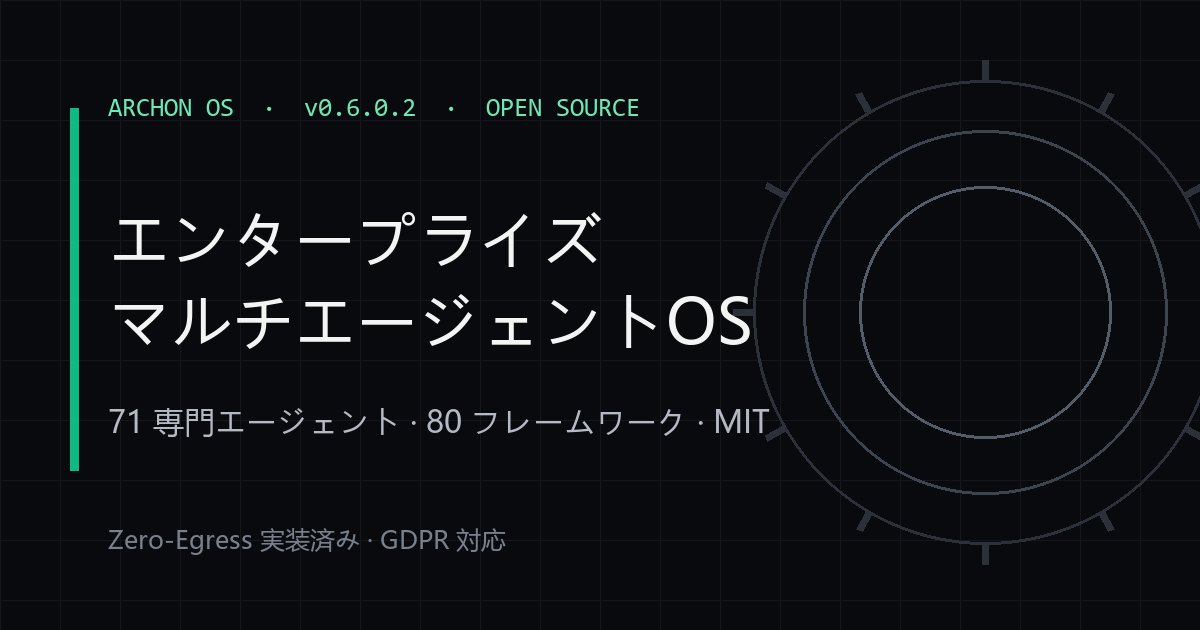 ARCHON OS · v0.6.0.2 · OPEN SOURCE
エンタープライズ
マルチエージェントOS
71 専門エージェント · 80 フレームワーク · MIT
Zero-Egress 実装済み · GDPR 対応